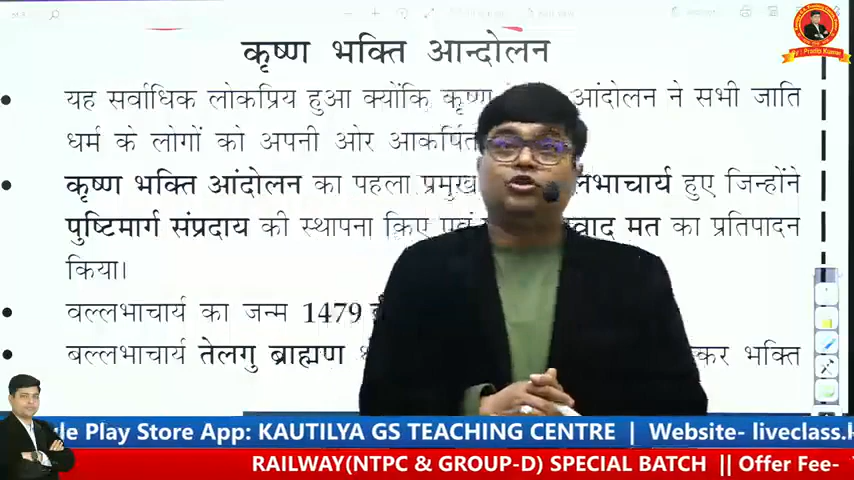 कृष्ण भक्ति आन्दोलन
यह सर्वाधिक लोकप्रिय हुआ क्योंकि कृष्ण आंदोलन ने सभी जाति
धर्म के लोगों को अपनी ओर आकर्षित
कृष्ण भक्ति आंदोलन का पहला प्रमुख हुए जिन्होंने
पुष्टिमार्ग संप्रदाय की स्थापना किए एवं मत का प्रतिपादन
किया।
वल्लभाचार्य का जन्म 1479
बल्लभाचार्य तेलगु ब्राह्मण भक्ति
Play Store App: KAUTILYA GS TEACHING CENTRE | Website- liveclass.
RAILWAY(NTPC & GROUP-D) SPECIAL BATCH || Offer Fee-